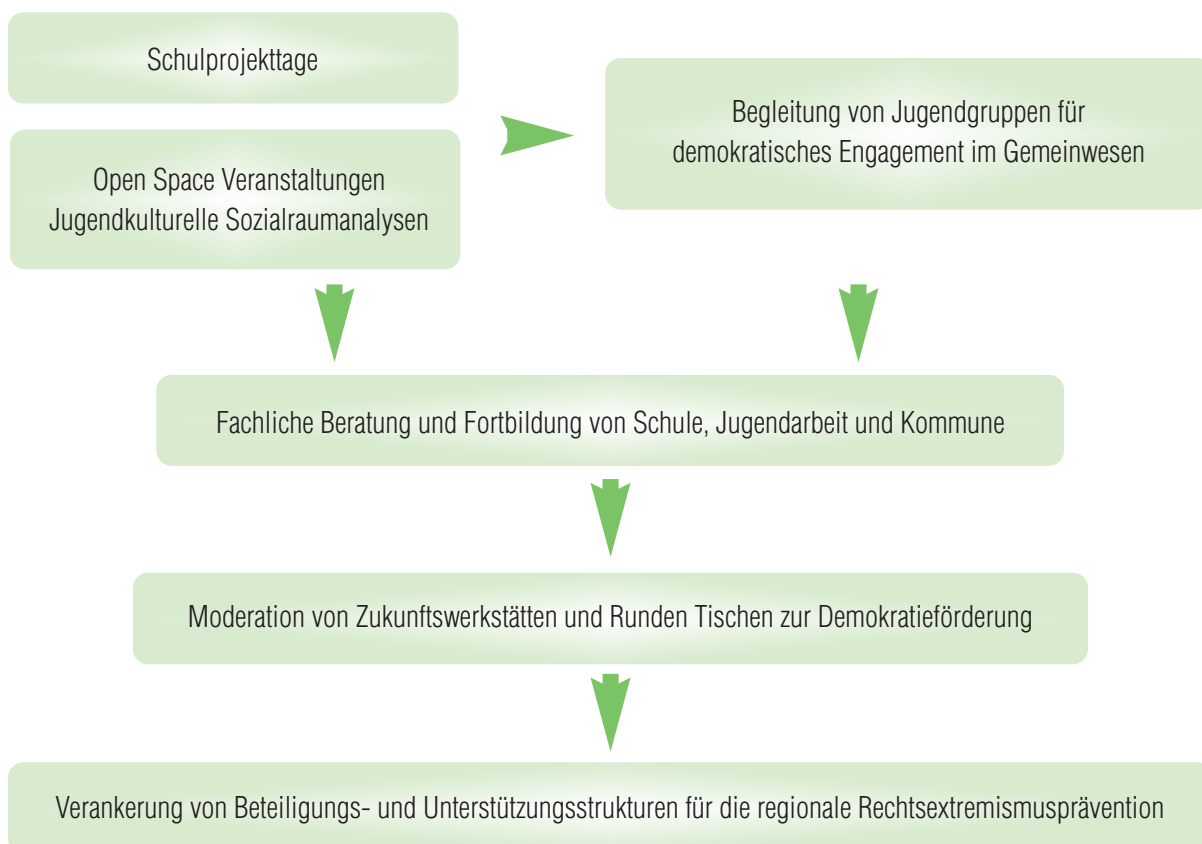 Schulprojekttage
Open Space Veranstaltungen
Jugendkulturelle Sozialraumanalysen
Begleitung von Jugendgruppen für
demokratisches Engagement im Gemeinwesen
Fachliche Beratung und Fortbildung von Schule, Jugendarbeit und Kommune
Moderation von Zukunftswerkstätten und Runden Tischen zur Demokratieförderung
Verankerung von Beteiligungs- und Unterstützungsstrukturen für die regionale Rechtsextremismusprävention